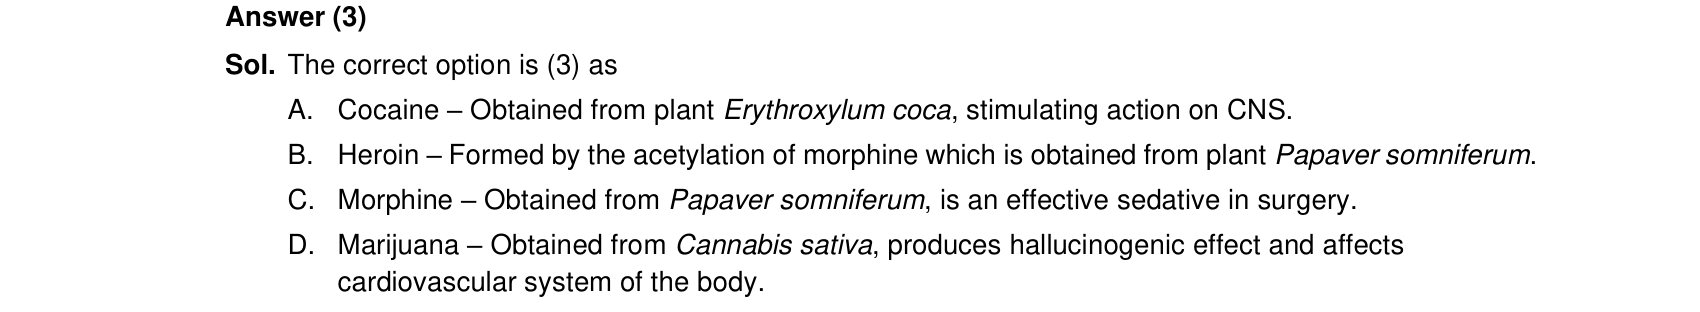 Answer (3)
Sol. The correct option is (3) as
A. Cocaine – Obtained from plant Erythroxylum coca, stimulating action on CNS.
B. Heroin – Formed by the acetylation of morphine which is obtained from plant Papaver somniferum.
C. Morphine – Obtained from Papaver somniferum, is an effective sedative in surgery.
D. Marijuana – Obtained from Cannabis sativa, produces hallucinogenic effect and affects
cardiovascular system of the body.